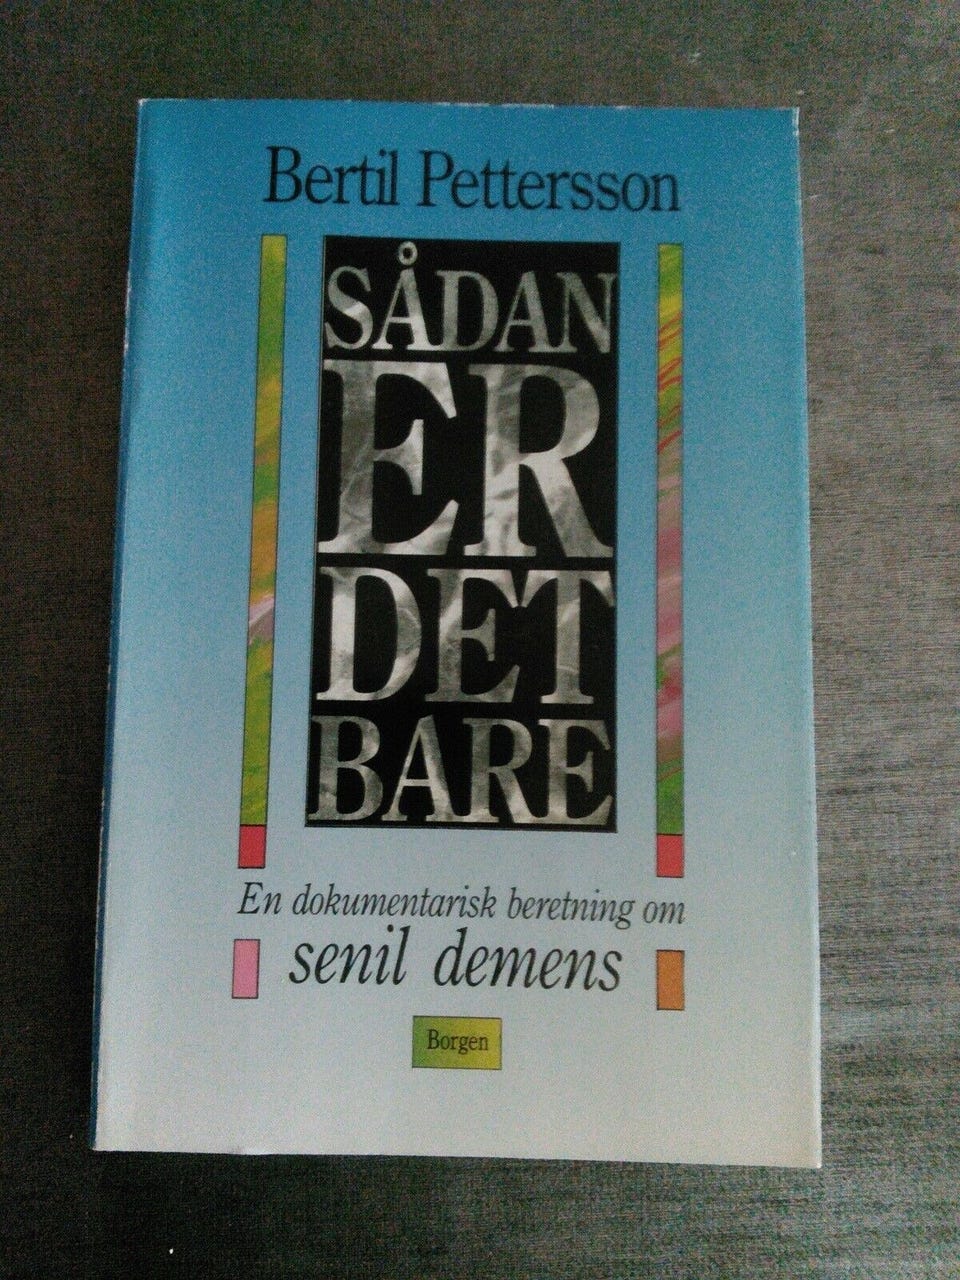 Bertil Pettersson
SÅDAN
ER
DET
BARE
En dokumentarisk beretning om
senil demens
Borgen